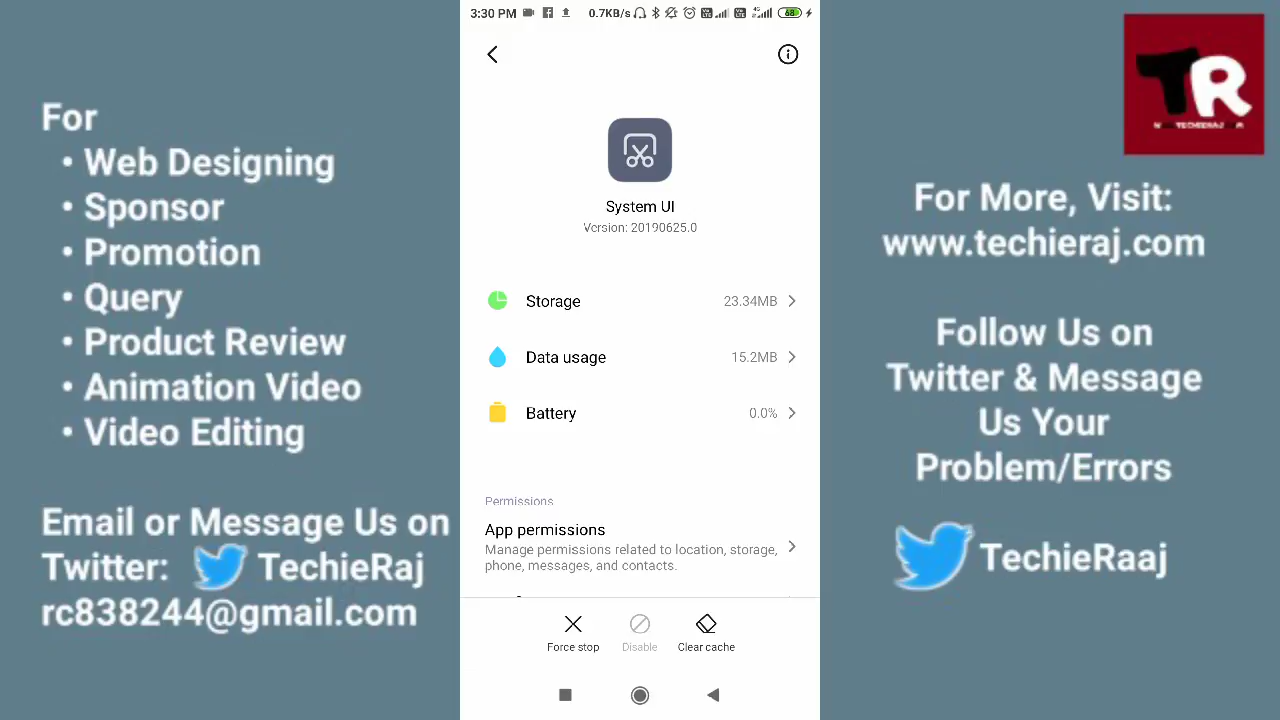 For
• Web Designing
• Sponsor
• Promotion
• Query
• Product Review
• Animation Video
• Video Editing
Email or Message Us on
Twitter: TechieRaj
rc838244@gmail.com
3:30 PM 0.7KB/s 4G 68
System UI
Version: 20190625.0
Storage 23.34MB
Data usage 15.2MB
Battery 0.0%
Permissions
App permissions
Manage permissions related to location, storage,
phone, messages, and contacts.
Force stop Disable Clear cache
TR
For More, Visit:
www.techieraj.com
Follow Us on
Twitter & Message
Us Your
Problem/Errors
TechieRaaj